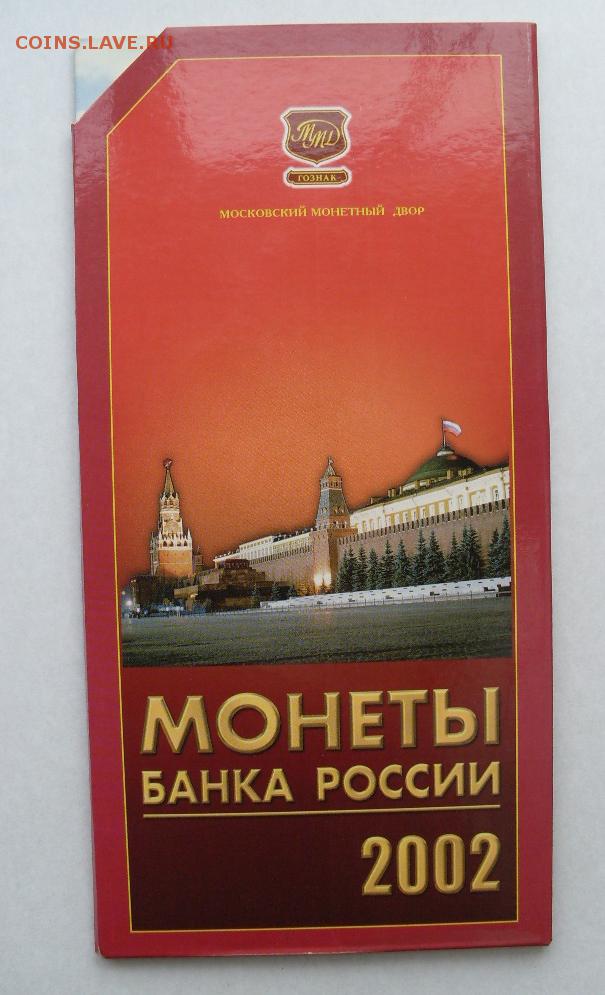 COINS.LAVE.RU
ММД
ГОЗНАК
МОСКОВСКИЙ МОНЕТНЫЙ ДВОР
МОНЕТЫ
БАНКА РОССИИ
2002